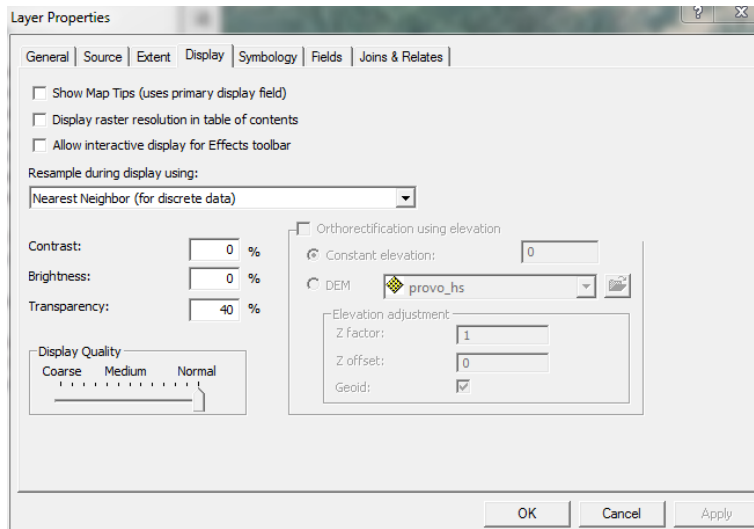 Layer Properties
General Source Extent Display Symbology Fields Joins & Relates
Show Map Tips (uses primary display field)
Display raster resolution in table of contents
Allow interactive display for Effects toolbar
Resample during display using:
Nearest Neighbor (for discrete data)
Contrast: 0 %
Brightness: 0 %
Transparency: 40 %
Display Quality
Coarse Medium Normal
Orthorectification using elevation
Constant elevation: 0
DEM provo_hs
Elevation adjustment
Z factor: 1
Z offset: 0
Geoid:
OK Cancel Apply